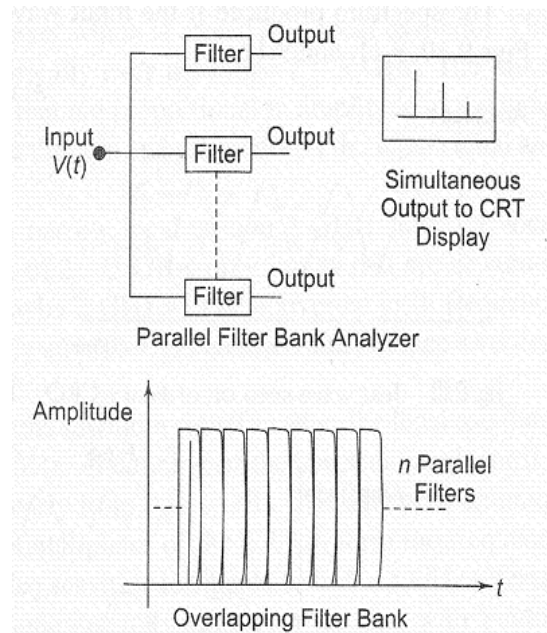 Output
Filter
Input
V(t)
Output
Filter
Simultaneous
Output to CRT
Display
Output
Filter
Parallel Filter Bank Analyzer
Amplitude
n Parallel
Filters
t
Overlapping Filter Bank